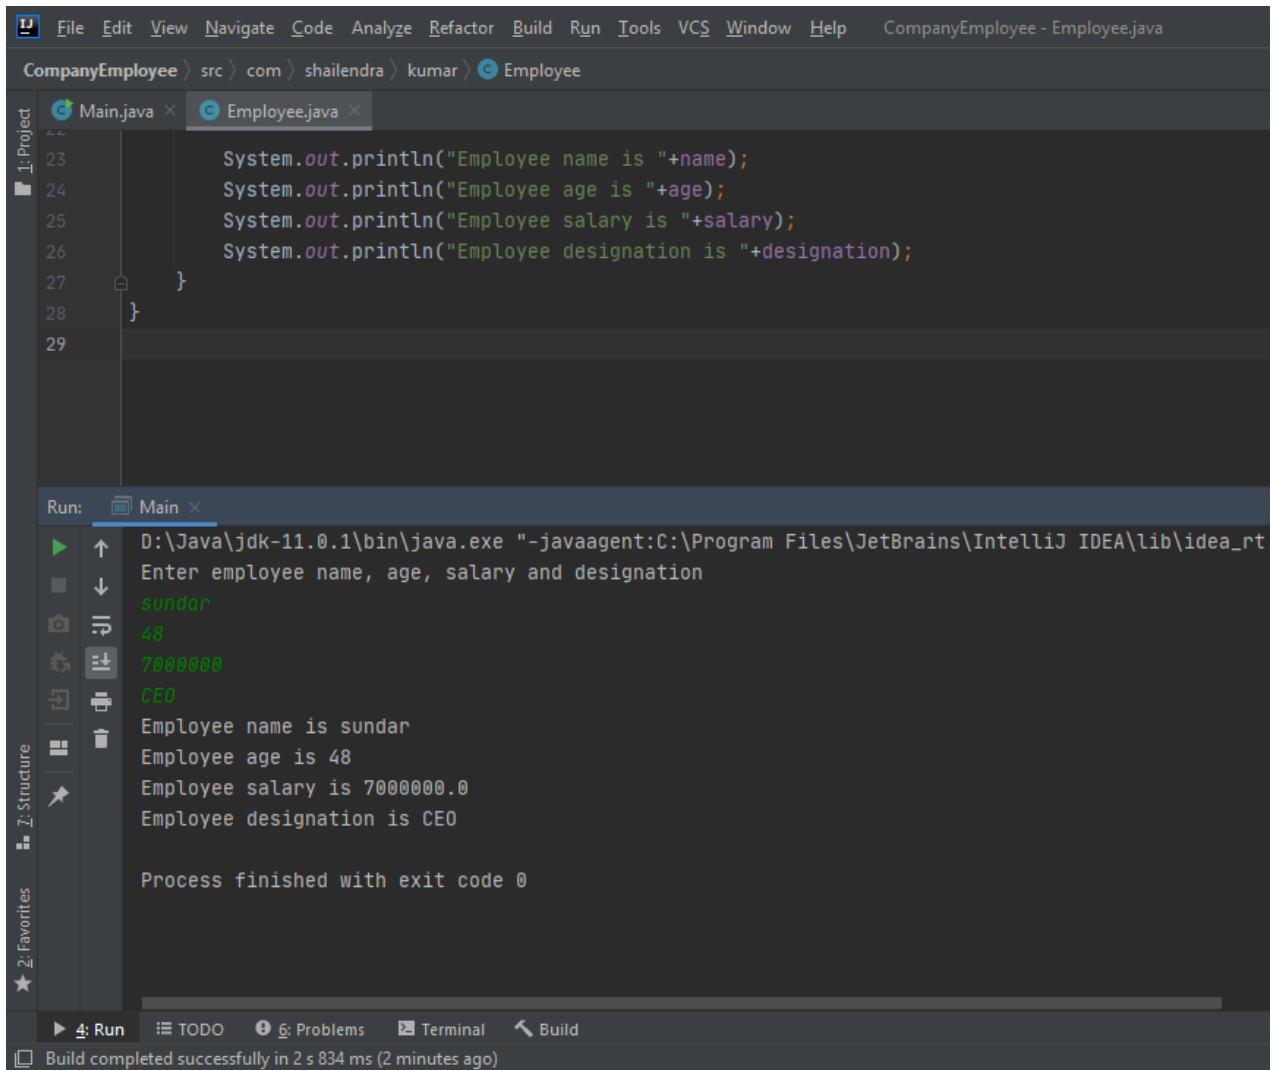 IJ File Edit View Navigate Code Analyze Refactor Build Run Tools VCS Window Help CompanyEmployee - Employee.java
CompanyEmployee src com shailendra kumar C Employee
C Main.java C Employee.java
1: Project
22
23 System.out.println("Employee name is "+name);
24 System.out.println("Employee age is "+age);
25 System.out.println("Employee salary is "+salary);
26 System.out.println("Employee designation is "+designation);
27 }
28 }
29
Run: Main
D:\Java\jdk-11.0.1\bin\java.exe "-javaagent:C:\Program Files\JetBrains\IntelliJ IDEA\lib\idea_rt
Enter employee name, age, salary and designation
sundar
48
7000000
CEO
Employee name is sundar
Employee age is 48
Employee salary is 7000000.0
Employee designation is CEO
Process finished with exit code 0
7: Structure
2: Favorites
4: Run TODO 6: Problems Terminal Build
Build completed successfully in 2 s 834 ms (2 minutes ago)